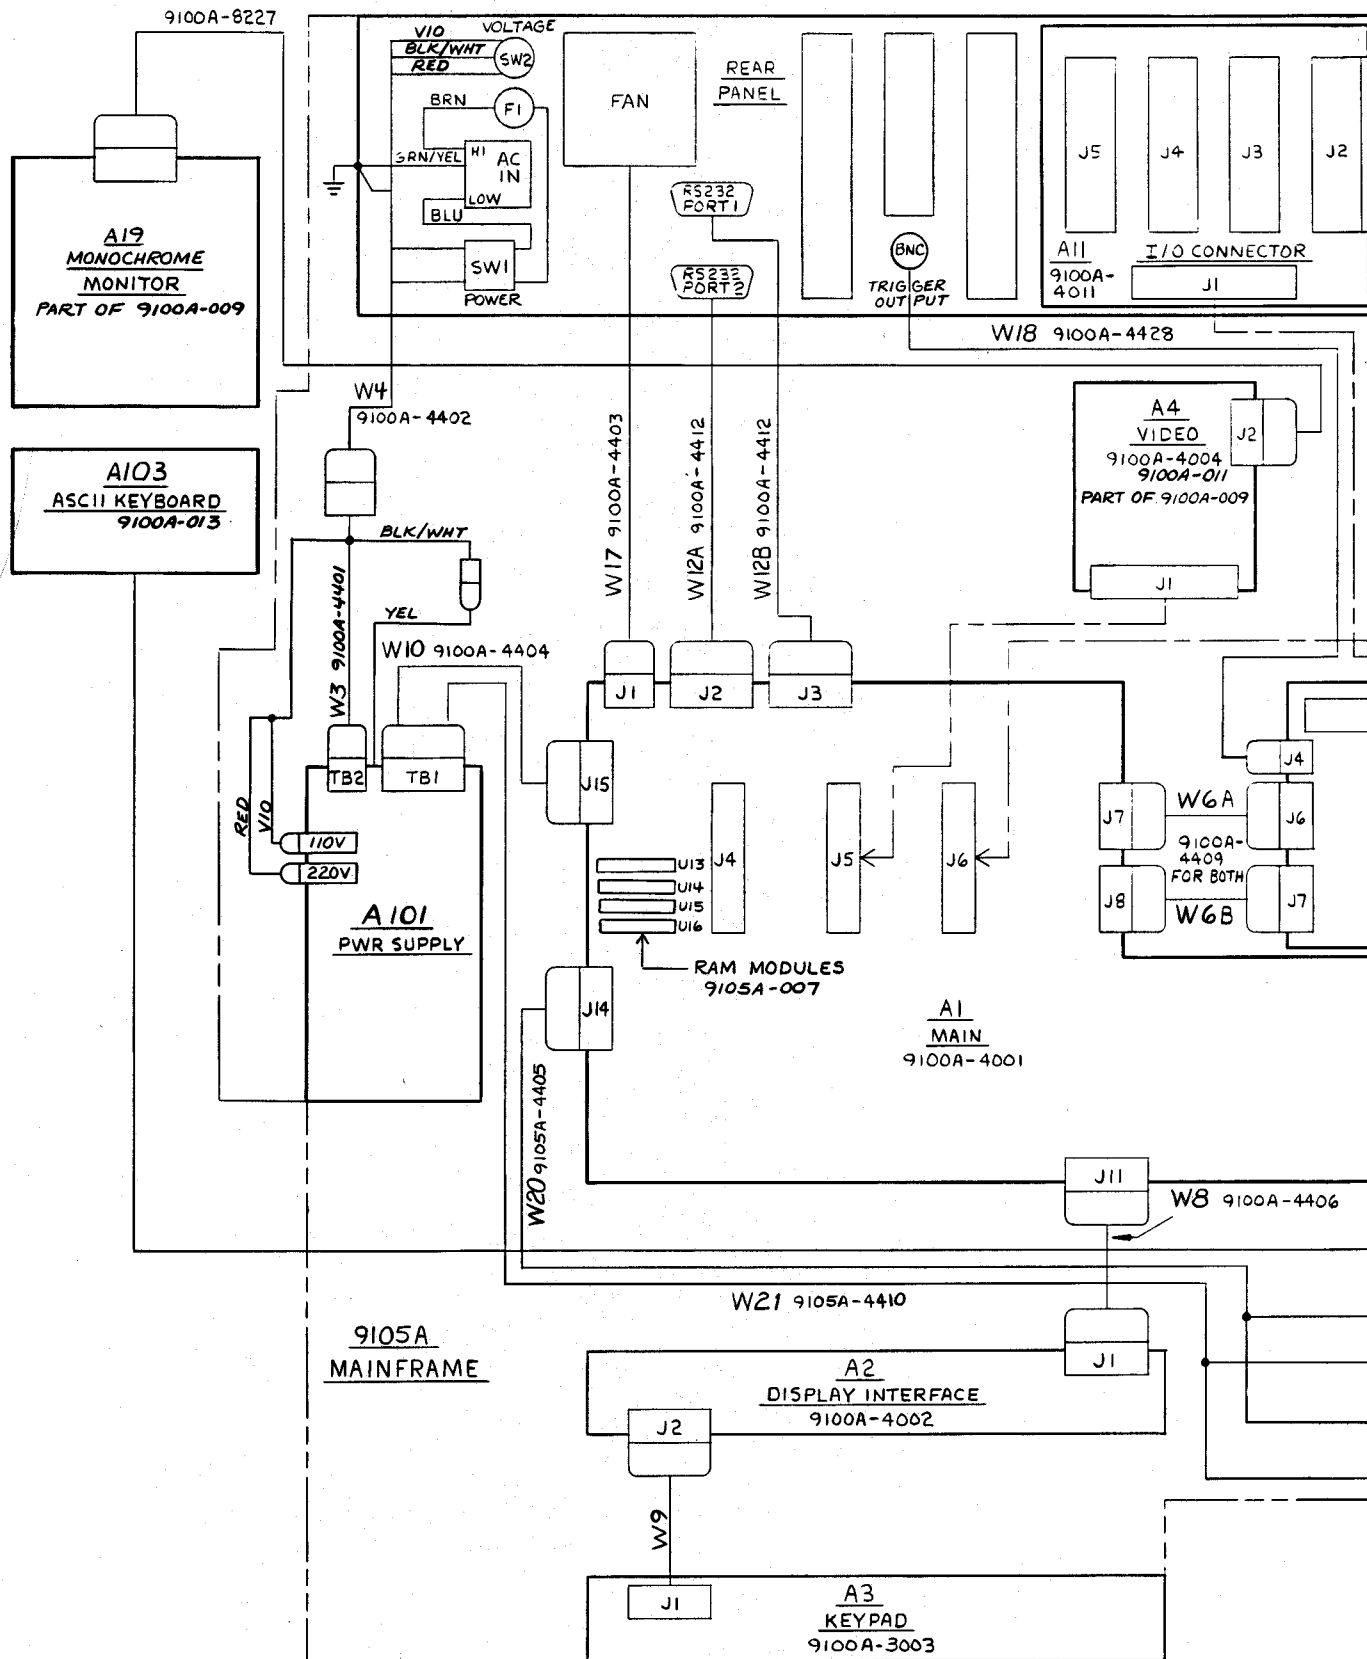 9100A-8227
VIO
VOLTAGE
BLK/WHT
RED
SW2
BRN
F1
GRN/YEL
HI
AC
IN
LOW
BLU
SW1
POWER
FAN
REAR
PANEL
RS232
PORT 1
RS232
PORT 2
BNC
TRIGGER
OUTPUT
J5
J4
J3
J2
A11
9100A-
4011
I/O CONNECTOR
J1
A19
MONOCHROME
MONITOR
PART OF 9100A-009
W18 9100A-4428
W4
9100A-4402
A4
VIDEO
9100A-4004
9100A-011
PART OF 9100A-009
J2
J1
A103
ASCII KEYBOARD
9100A-013
BLK/WHT
YEL
W3 9100A-4401
W10 9100A-4404
W17 9100A-4403
W12A 9100A-4412
W12B 9100A-4412
J1
J2
J3
TB2
TB1
J15
J4
RED
VIO
110V
220V
J7
W6A
J6
9100A-
4409
FOR BOTH
J8
W6B
J7
U13
U14
U15
U16
J4
J5
J6
A101
PWR SUPPLY
RAM MODULES
9105A-007
J14
A1
MAIN
9100A-4001
W20 9105A-4405
J11
W8 9100A-4406
W21 9105A-4410
9105A
MAINFRAME
J1
A2
DISPLAY INTERFACE
9100A-4002
J2
W9
J1
A3
KEYPAD
9100A-3003